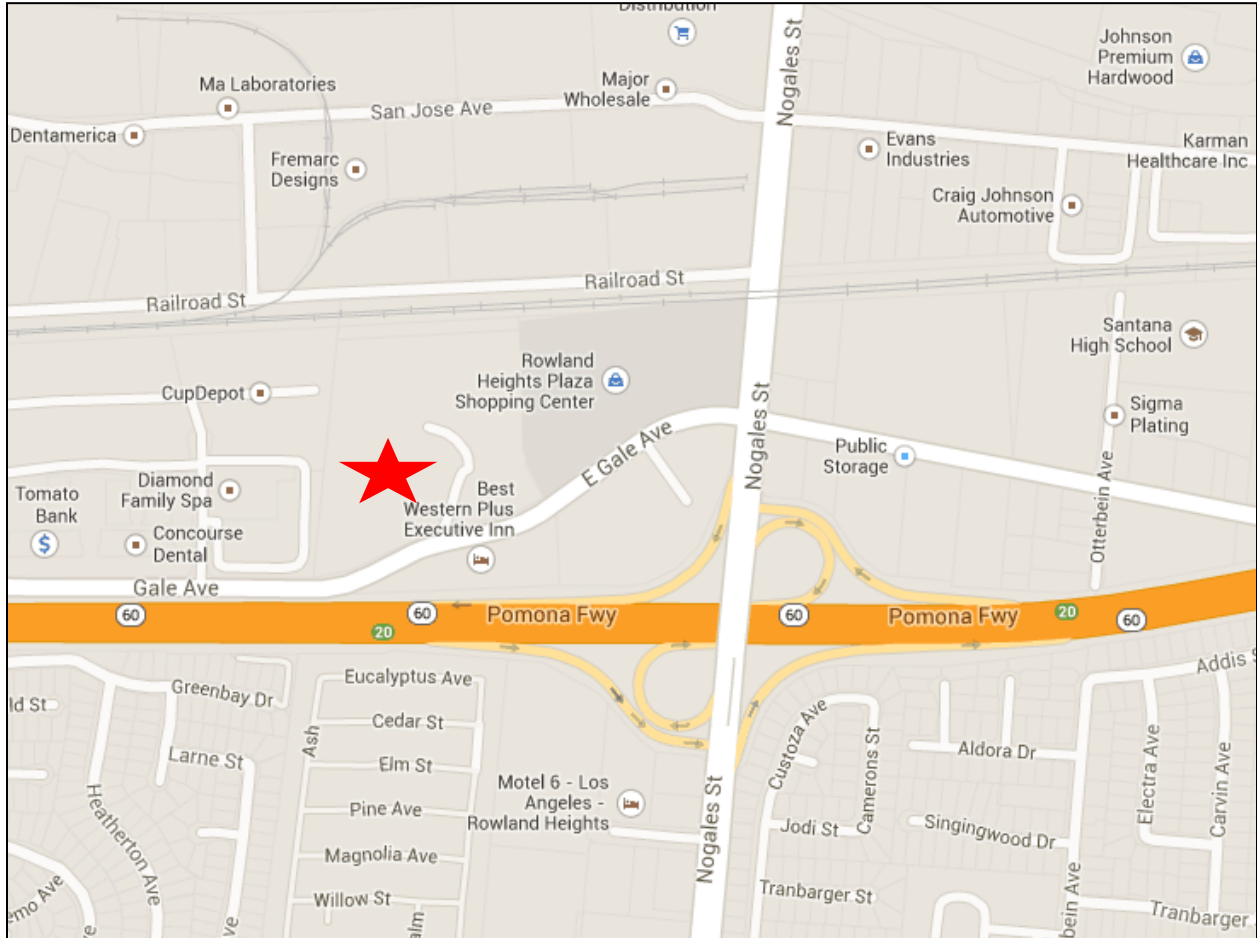 Distribution
Nogales St
Johnson
Premium
Hardwood
Ma Laboratories
Major
Wholesale
San Jose Ave
Dentamerica
Evans
Industries
Karman
Healthcare Inc
Fremarc
Designs
Craig Johnson
Automotive
Railroad St
Railroad St
Santana
High School
Rowland
Heights Plaza
Shopping Center
CupDepot
Nogales St
Sigma
Plating
E Gale Ave
Public
Storage
Diamond
Family Spa
Tomato
Bank
$
Best
Western Plus
Executive Inn
Otterbein Ave
Concourse
Dental
Gale Ave
60
60
Pomona Fwy
60
Pomona Fwy
20
60
20
Addis S
Eucalyptus Ave
Greenbay Dr
ld St
Cedar St
Ash
Custoza Ave
Camerons St
Aldora Dr
Electra Ave
Carvin Ave
Larne St
Elm St
Motel 6 - Los
Angeles -
Rowland Heights
Heatherton Ave
Pine Ave
Nogales St
Jodi St
Singingwood Dr
Magnolia Ave
emo Ave
Willow St
alm
ve
Tranbarger St
bein Ave
Tranbarger